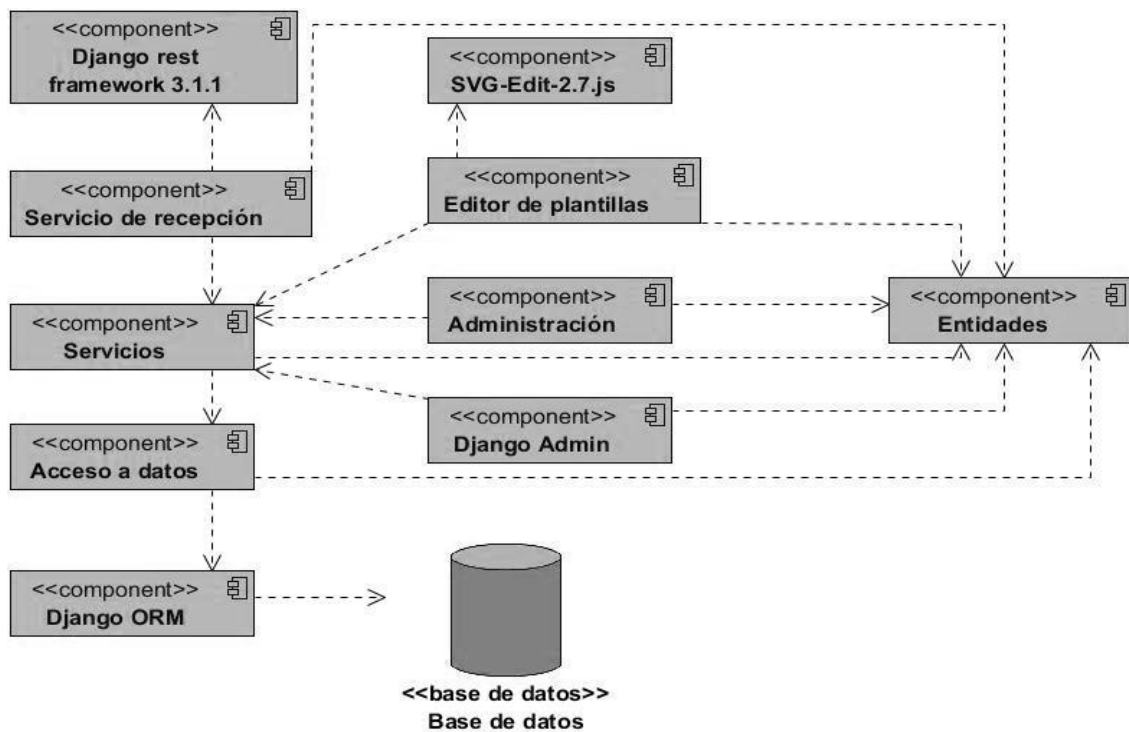 <<component>>
Django rest
framework 3.1.1
<<component>>
SVG-Edit-2.7.js
<<component>>
Servicio de recepción
<<component>>
Editor de plantillas
<<component>>
Servicios
<<component>>
Administración
<<component>>
Entidades
<<component>>
Acceso a datos
<<component>>
Django Admin
<<component>>
Django ORM
<<base de datos>>
Base de datos